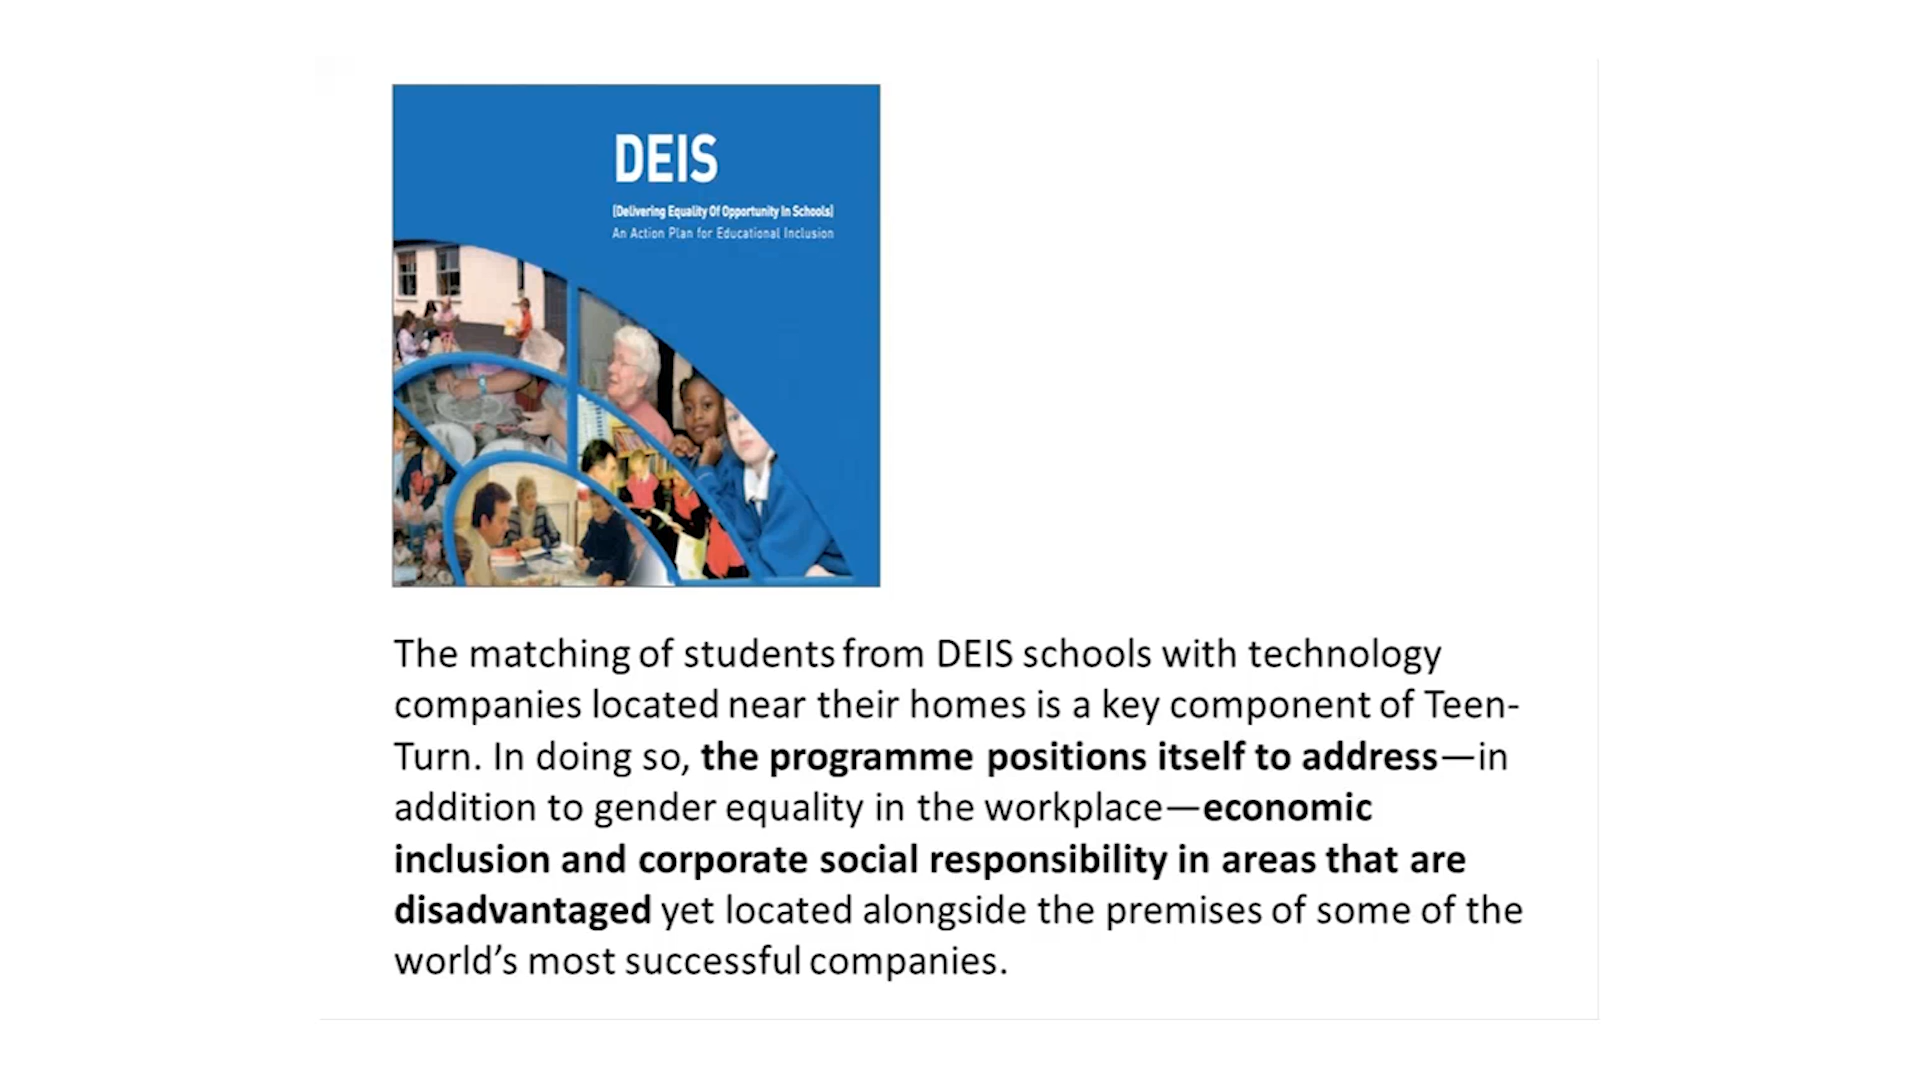 DEIS
(Delivering Equality Of Opportunity In Schools)
An Action Plan for Educational Inclusion
The matching of students from DEIS schools with technology
companies located near their homes is a key component of Teen-
Turn. In doing so, the programme positions itself to address—in
addition to gender equality in the workplace—economic
inclusion and corporate social responsibility in areas that are
disadvantaged yet located alongside the premises of some of the
world’s most successful companies.